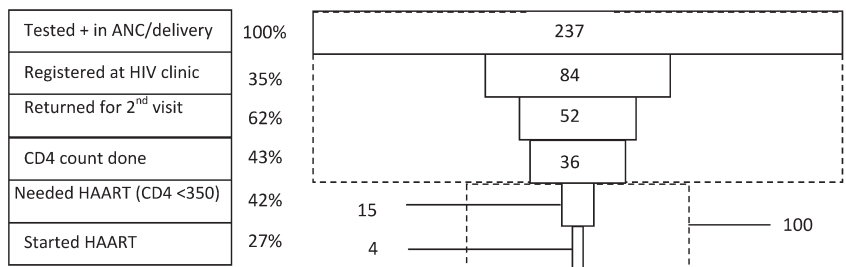 Tested + in ANC/delivery 100% 237
Registered at HIV clinic 35% 84
Returned for 2nd visit 62% 52
CD4 count done 43% 36
Needed HAART (CD4 <350) 42% 15
100
Started HAART 27% 4